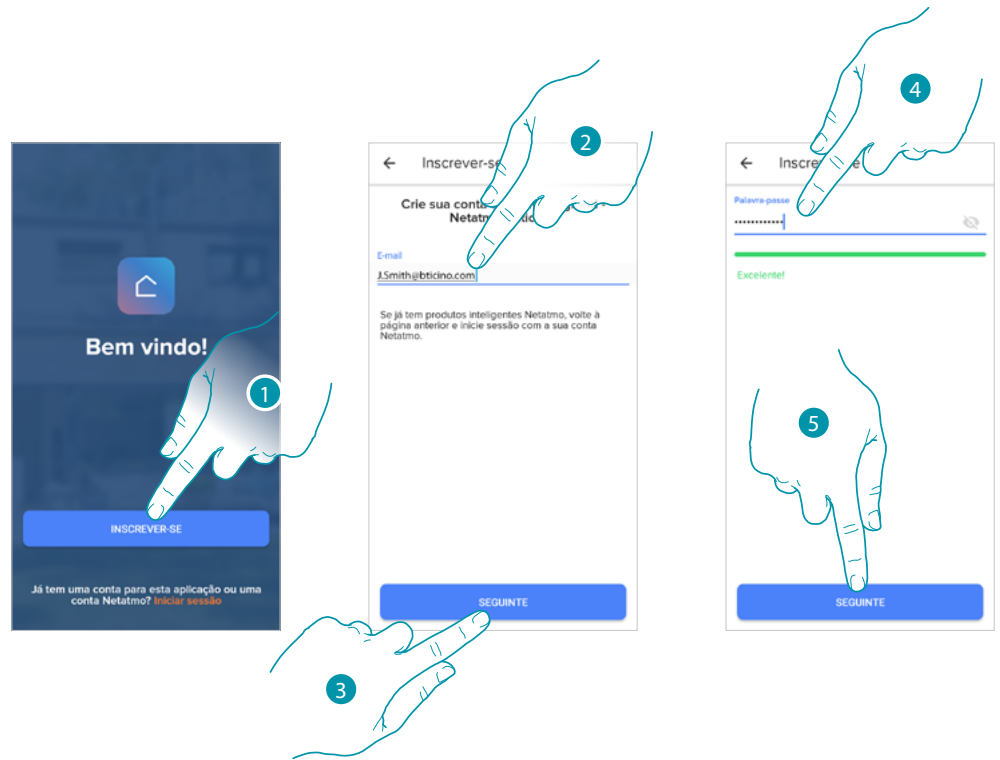 Bem vindo!
1
INSCREVER-SE
Já tem uma conta para esta aplicação ou uma
conta Netatmo? Iniciar sessão
2
Inscrever-se
Crie sua conta
E-mail
J.Smith@bticino.com
Se já tem produtos inteligentes Netatmo, volte à
página anterior e inicie sessão com a sua conta
Netatmo.
SEGUINTE
3
4
Palavra-passe
••••••••••••
Excelente!
5
SEGUINTE